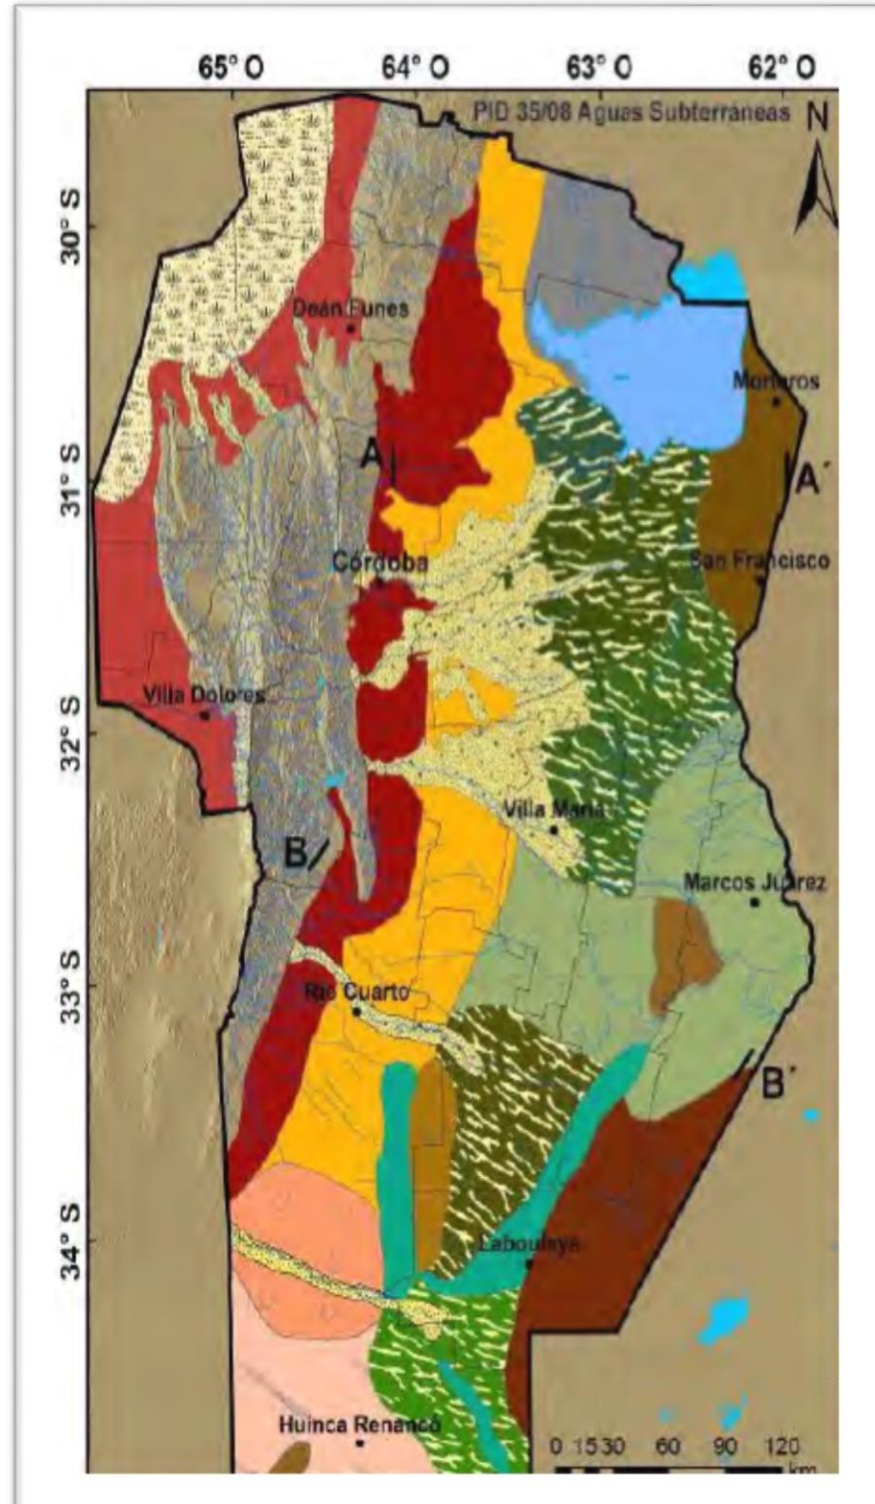 65° O 64° O 63° O 62° O
PID 35/08 Aguas Subterráneas N
30° S
Deán Funes
Morteros
A A´
31° S
San Francisco
Córdoba
Villa Dolores
32° S
Villa María
B
Marcos Juárez
33° S
Río Cuarto
B´
34° S
Laboulaye
Huinca Renancó
0 15 30 60 90 120
km